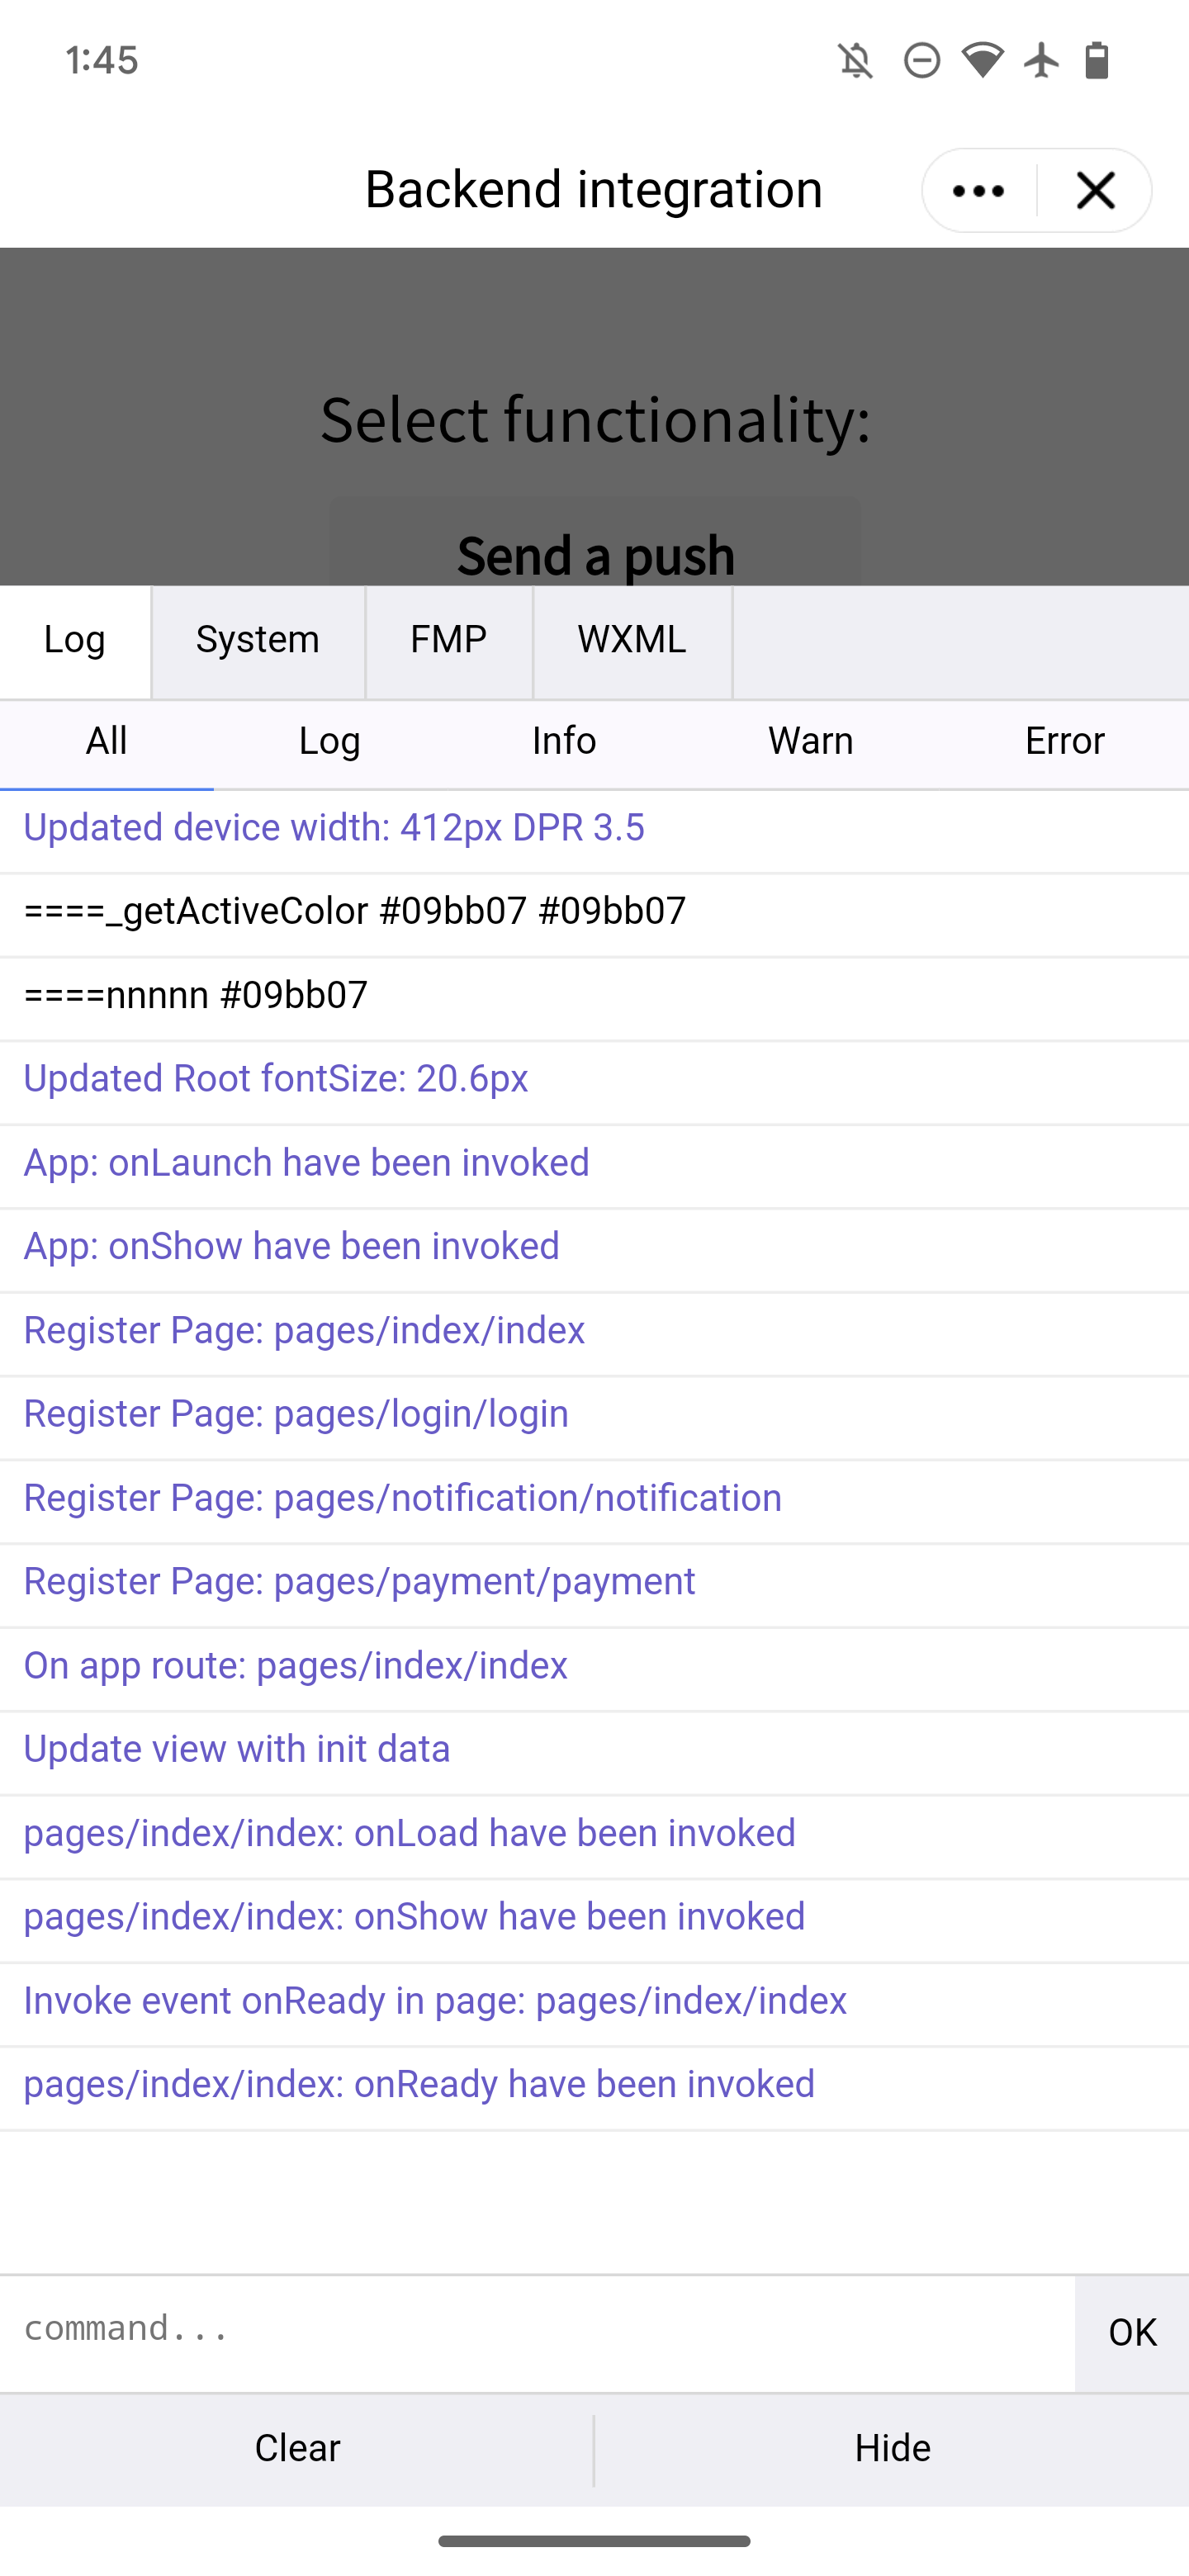 1:45
Backend integration
Select functionality:
Send a push
Log System FMP WXML
All Log Info Warn Error
Updated device width: 412px DPR 3.5
====_getActiveColor #09bb07 #09bb07
====nnnnn #09bb07
Updated Root fontSize: 20.6px
App: onLaunch have been invoked
App: onShow have been invoked
Register Page: pages/index/index
Register Page: pages/login/login
Register Page: pages/notification/notification
Register Page: pages/payment/payment
On app route: pages/index/index
Update view with init data
pages/index/index: onLoad have been invoked
pages/index/index: onShow have been invoked
Invoke event onReady in page: pages/index/index
pages/index/index: onReady have been invoked
command...
OK
Clear Hide